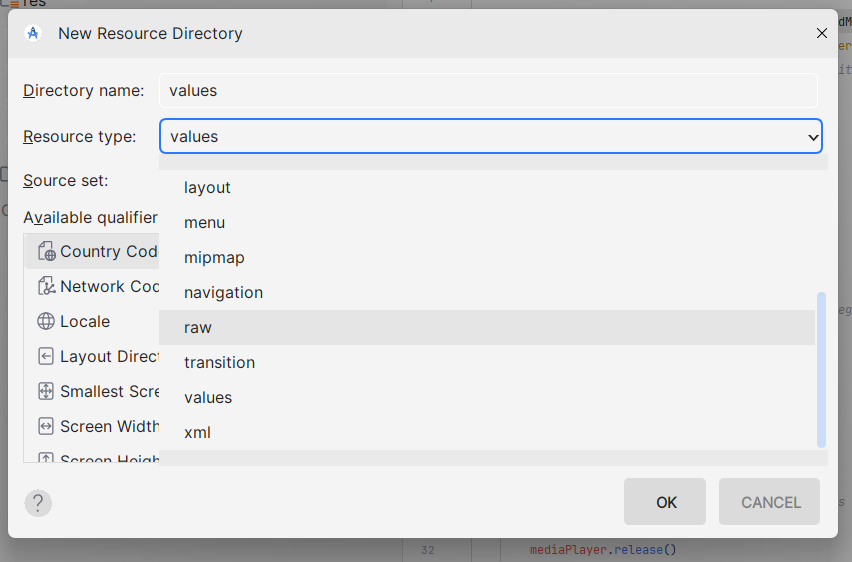 res
New Resource Directory
Directory name: values
Resource type: values
Source set:
layout
menu
Available qualifier
mipmap
Country Cod
navigation
Network Cod
raw
Locale
transition
Layout Direct
values
Smallest Scre
xml
Screen Width
Screen Heigh
?
OK
CANCEL
32 mediaPlayer.release()